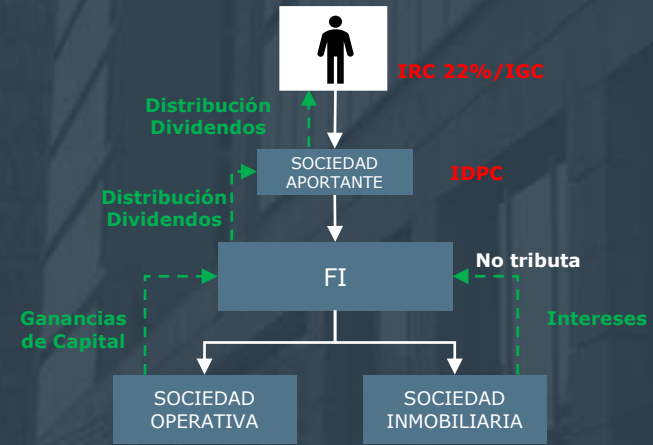 IRC 22%/IGC
Distribución
Dividendos
SOCIEDAD
APORTANTE
IDPC
Distribución
Dividendos
No tributa
FI
Ganancias
de Capital
Intereses
SOCIEDAD
OPERATIVA
SOCIEDAD
INMOBILIARIA